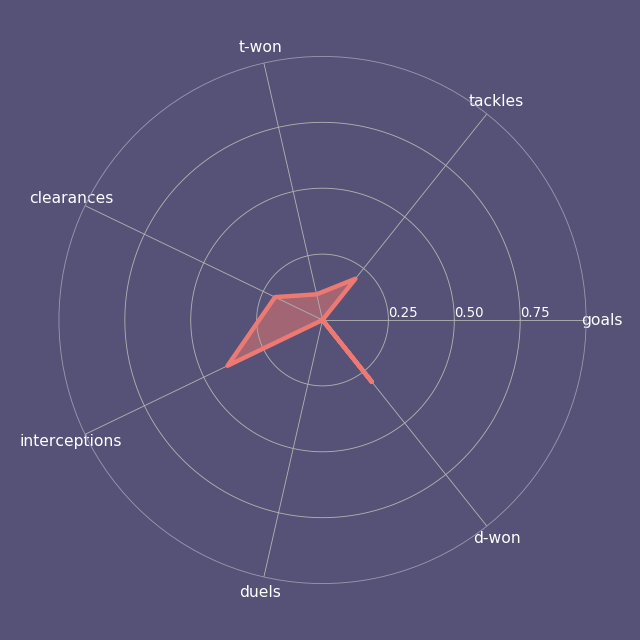 t-won
tackles
clearances
0.25 0.50 0.75
goals
interceptions
d-won
duels